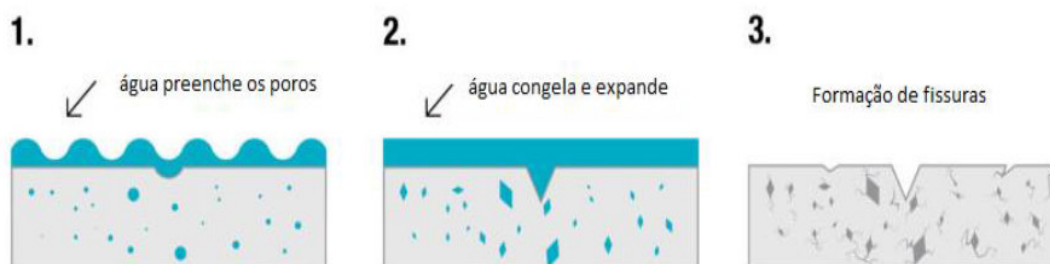 1.
água preenche os poros
2.
água congela e expande
3.
Formação de fissuras